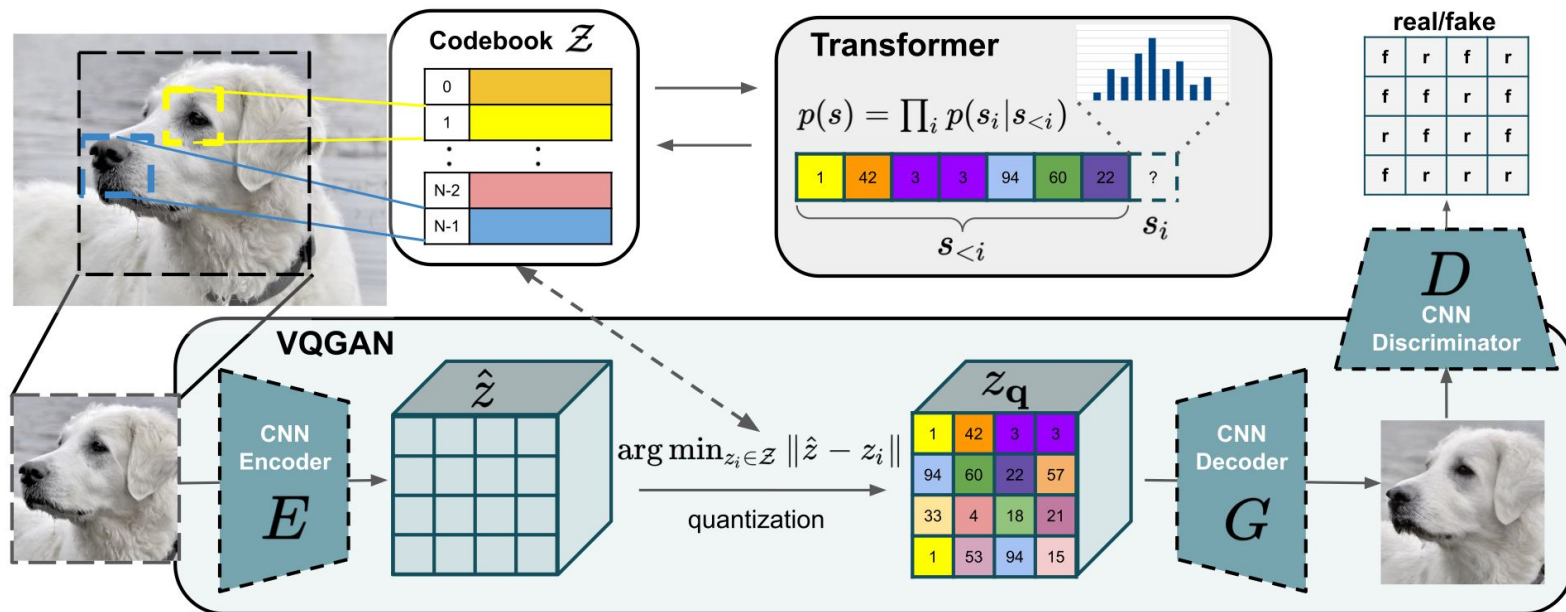 Codebook 𝒵
0
1
:   :
N-2
N-1
Transformer
p(s) = ∏ᵢ p(sᵢ|s<ᵢ)
1 42 3 3 94 60 22 ?
s<ᵢ
sᵢ
real/fake
f r f r
f f r f
r f r f
f r r r
D
CNN
Discriminator
VQGAN
CNN
Encoder
E
ẑ
arg min_{zᵢ∈𝒵} ‖ẑ − zᵢ‖
quantization
z_q
1 42 3 3
94 60 22 57
33 4 18 21
1 53 94 15
CNN
Decoder
G